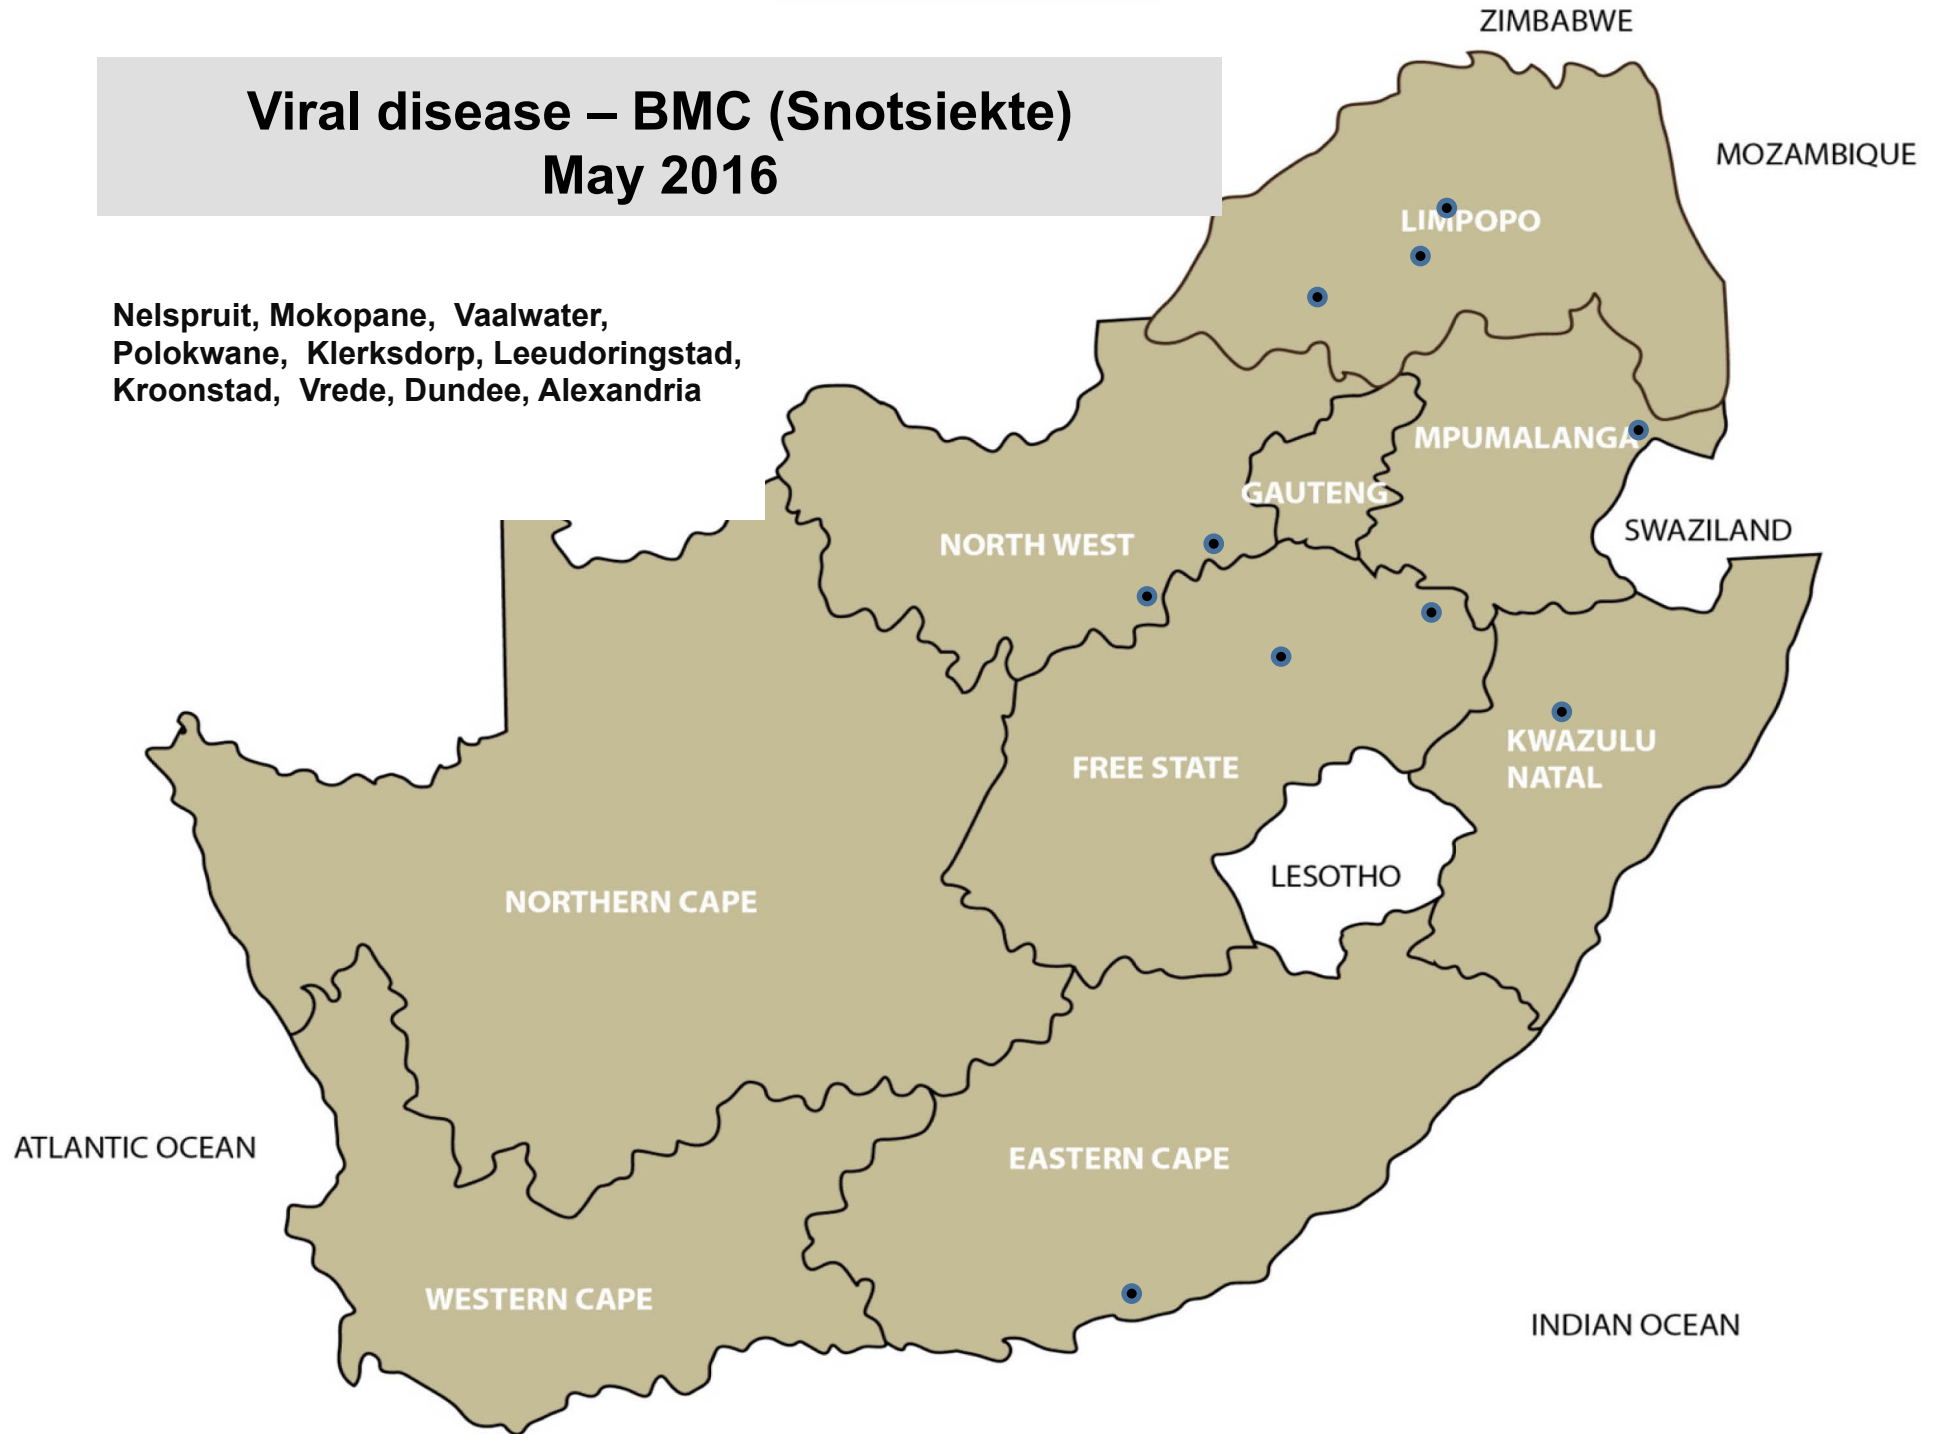 ZIMBABWE
Viral disease – BMC (Snotsiekte)
May 2016
MOZAMBIQUE
LIMPOPO
Nelspruit, Mokopane,  Vaalwater,
Polokwane,  Klerksdorp, Leeudoringstad,
Kroonstad,  Vrede, Dundee, Alexandria
MPUMALANGA
GAUTENG
SWAZILAND
NORTH WEST
KWAZULU
NATAL
FREE STATE
LESOTHO
NORTHERN CAPE
ATLANTIC OCEAN
EASTERN CAPE
WESTERN CAPE
INDIAN OCEAN